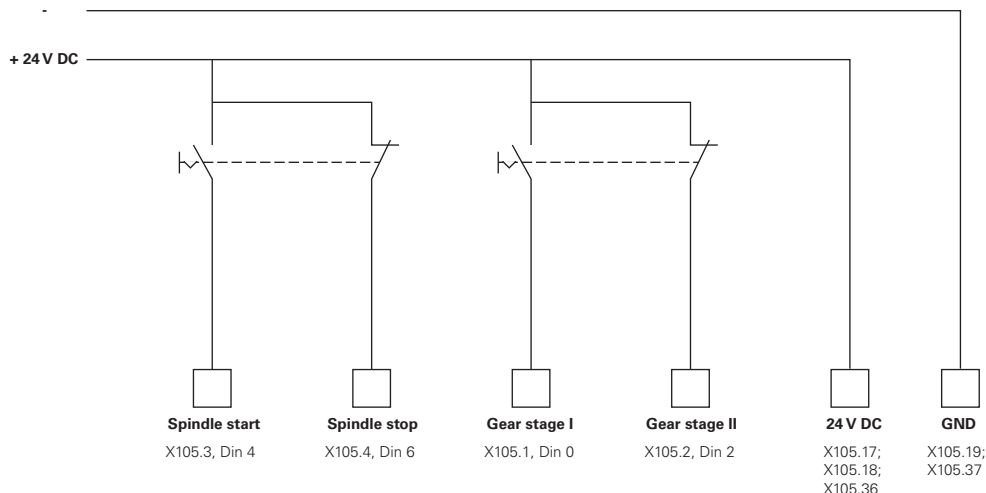 -
+ 24 V DC
Spindle start
X105.3, Din 4
Spindle stop
X105.4, Din 6
Gear stage I
X105.1, Din 0
Gear stage II
X105.2, Din 2
24 V DC
X105.17;
X105.18;
X105.36
GND
X105.19;
X105.37